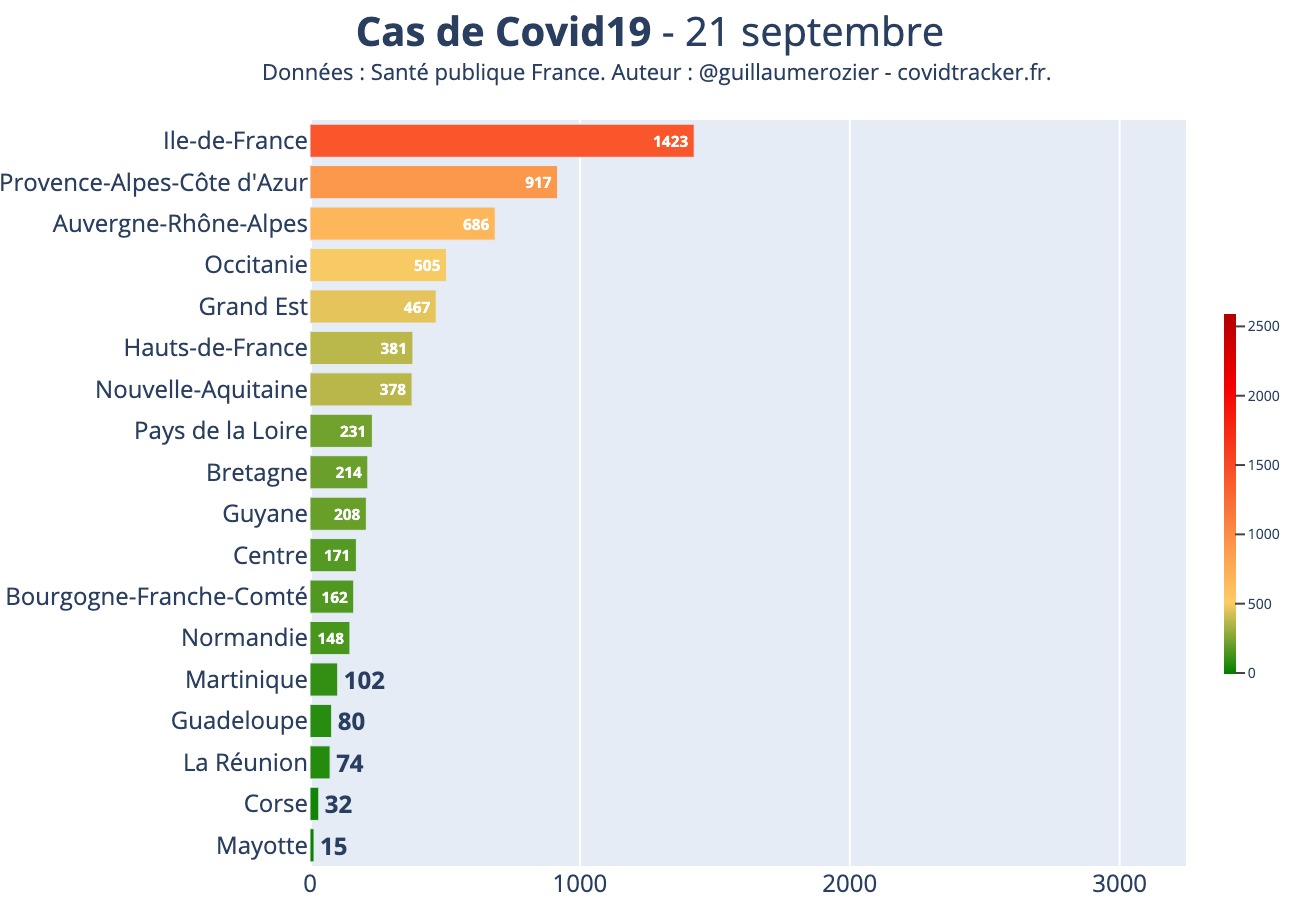 Cas de Covid19 - 21 septembre
Données : Santé publique France. Auteur : @guillaumerozier - covidtracker.fr.
Ile-de-France 1423
Provence-Alpes-Côte d'Azur 917
Auvergne-Rhône-Alpes 686
Occitanie 505
Grand Est 467
Hauts-de-France 381
Nouvelle-Aquitaine 378
Pays de la Loire 231
Bretagne 214
Guyane 208
Centre 171
Bourgogne-Franche-Comté 162
Normandie 148
Martinique 102
Guadeloupe 80
La Réunion 74
Corse 32
Mayotte 15
0 1000 2000 3000
2500
2000
1500
1000
500
0